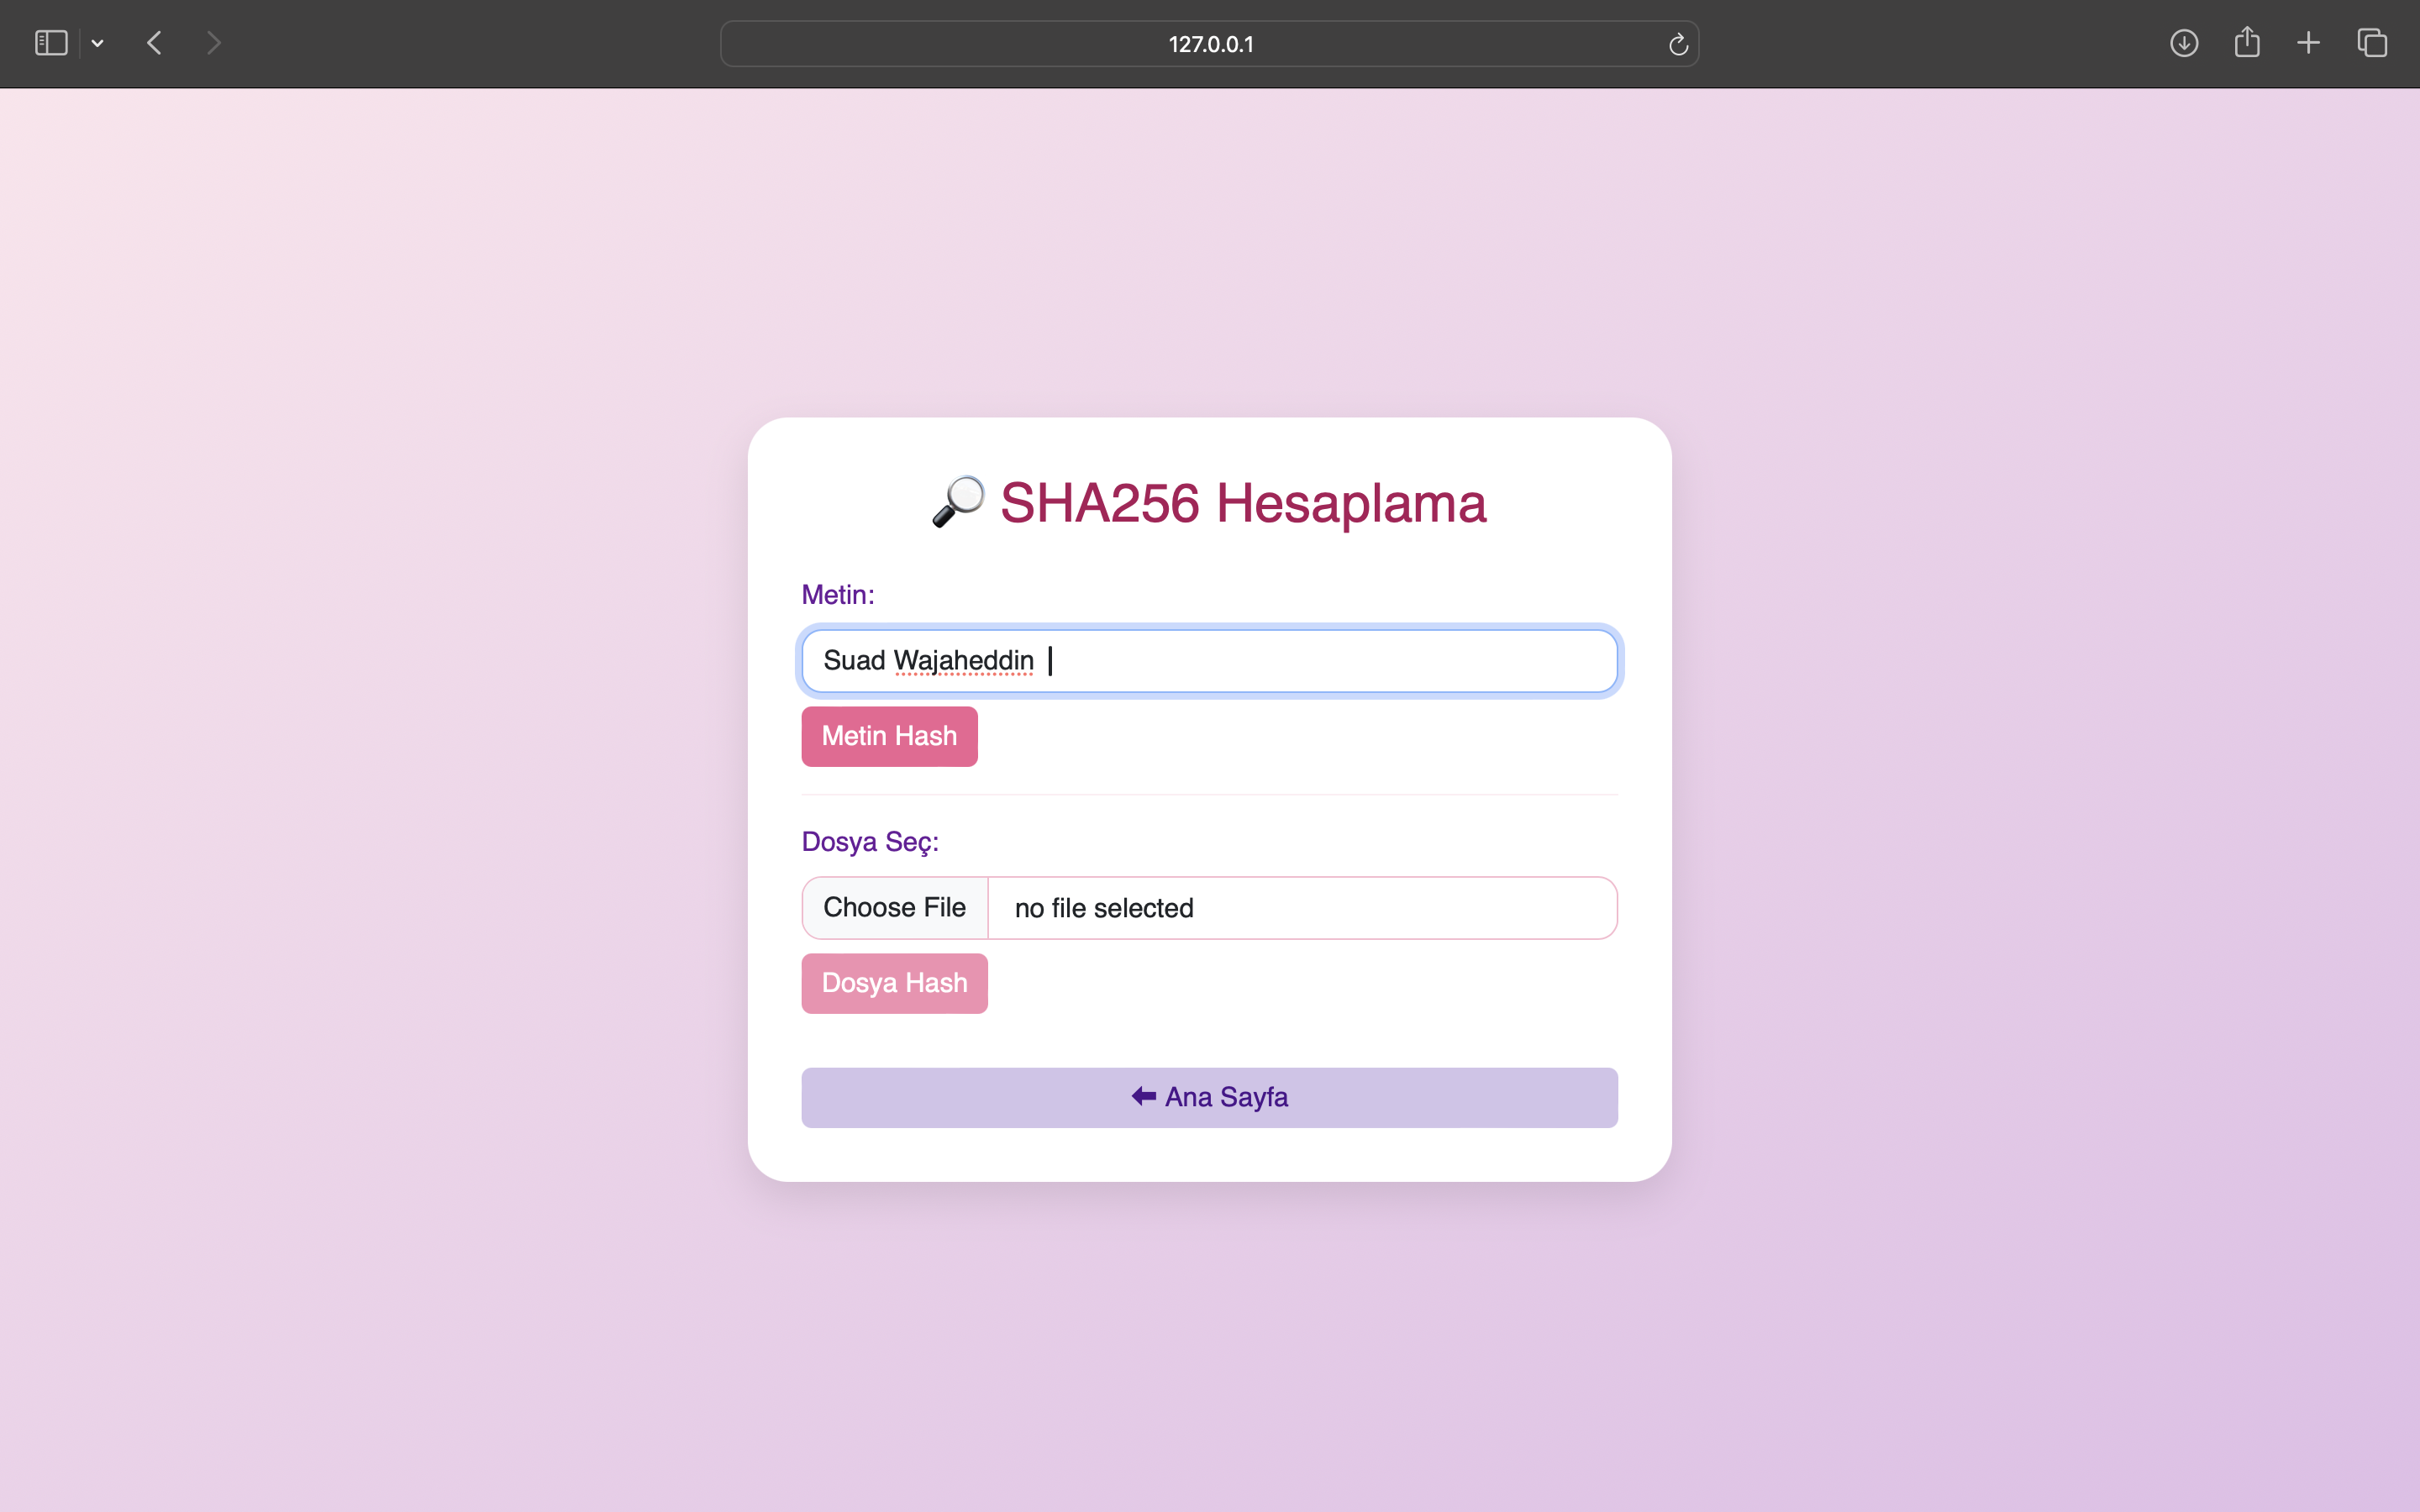 127.0.0.1
SHA256 Hesaplama
Metin:
Suad Wajaheddin
Metin Hash
Dosya Seç:
Choose File no file selected
Dosya Hash
⬅ Ana Sayfa